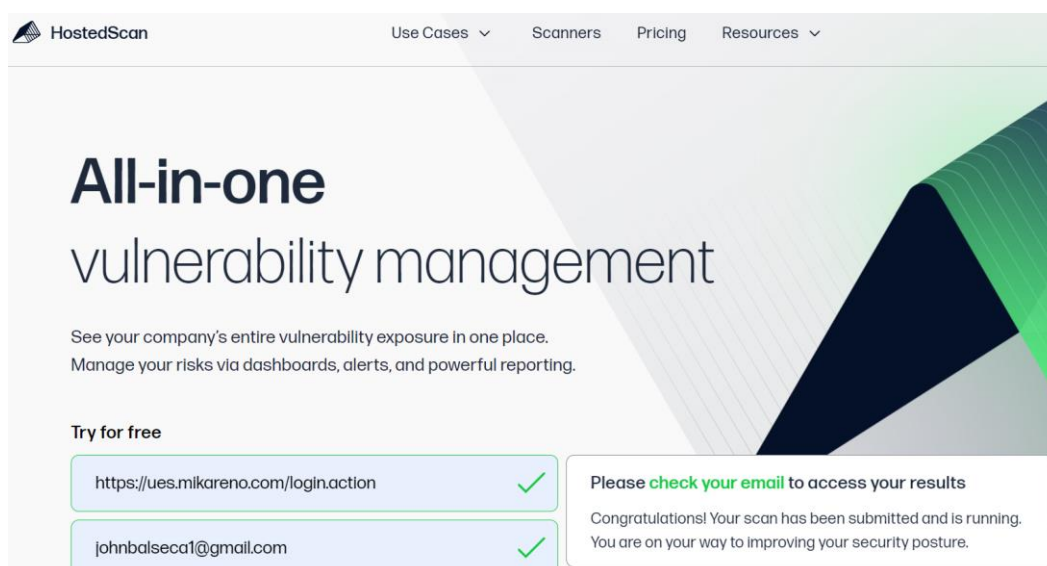 HostedScan
Use Cases
Scanners
Pricing
Resources
All-in-one
vulnerability management
See your company's entire vulnerability exposure in one place.
Manage your risks via dashboards, alerts, and powerful reporting.
Try for free
https://ues.mikareno.com/login.action
Please check your email to access your results
Congratulations! Your scan has been submitted and is running.
You are on your way to improving your security posture.
johnbalseca1@gmail.com